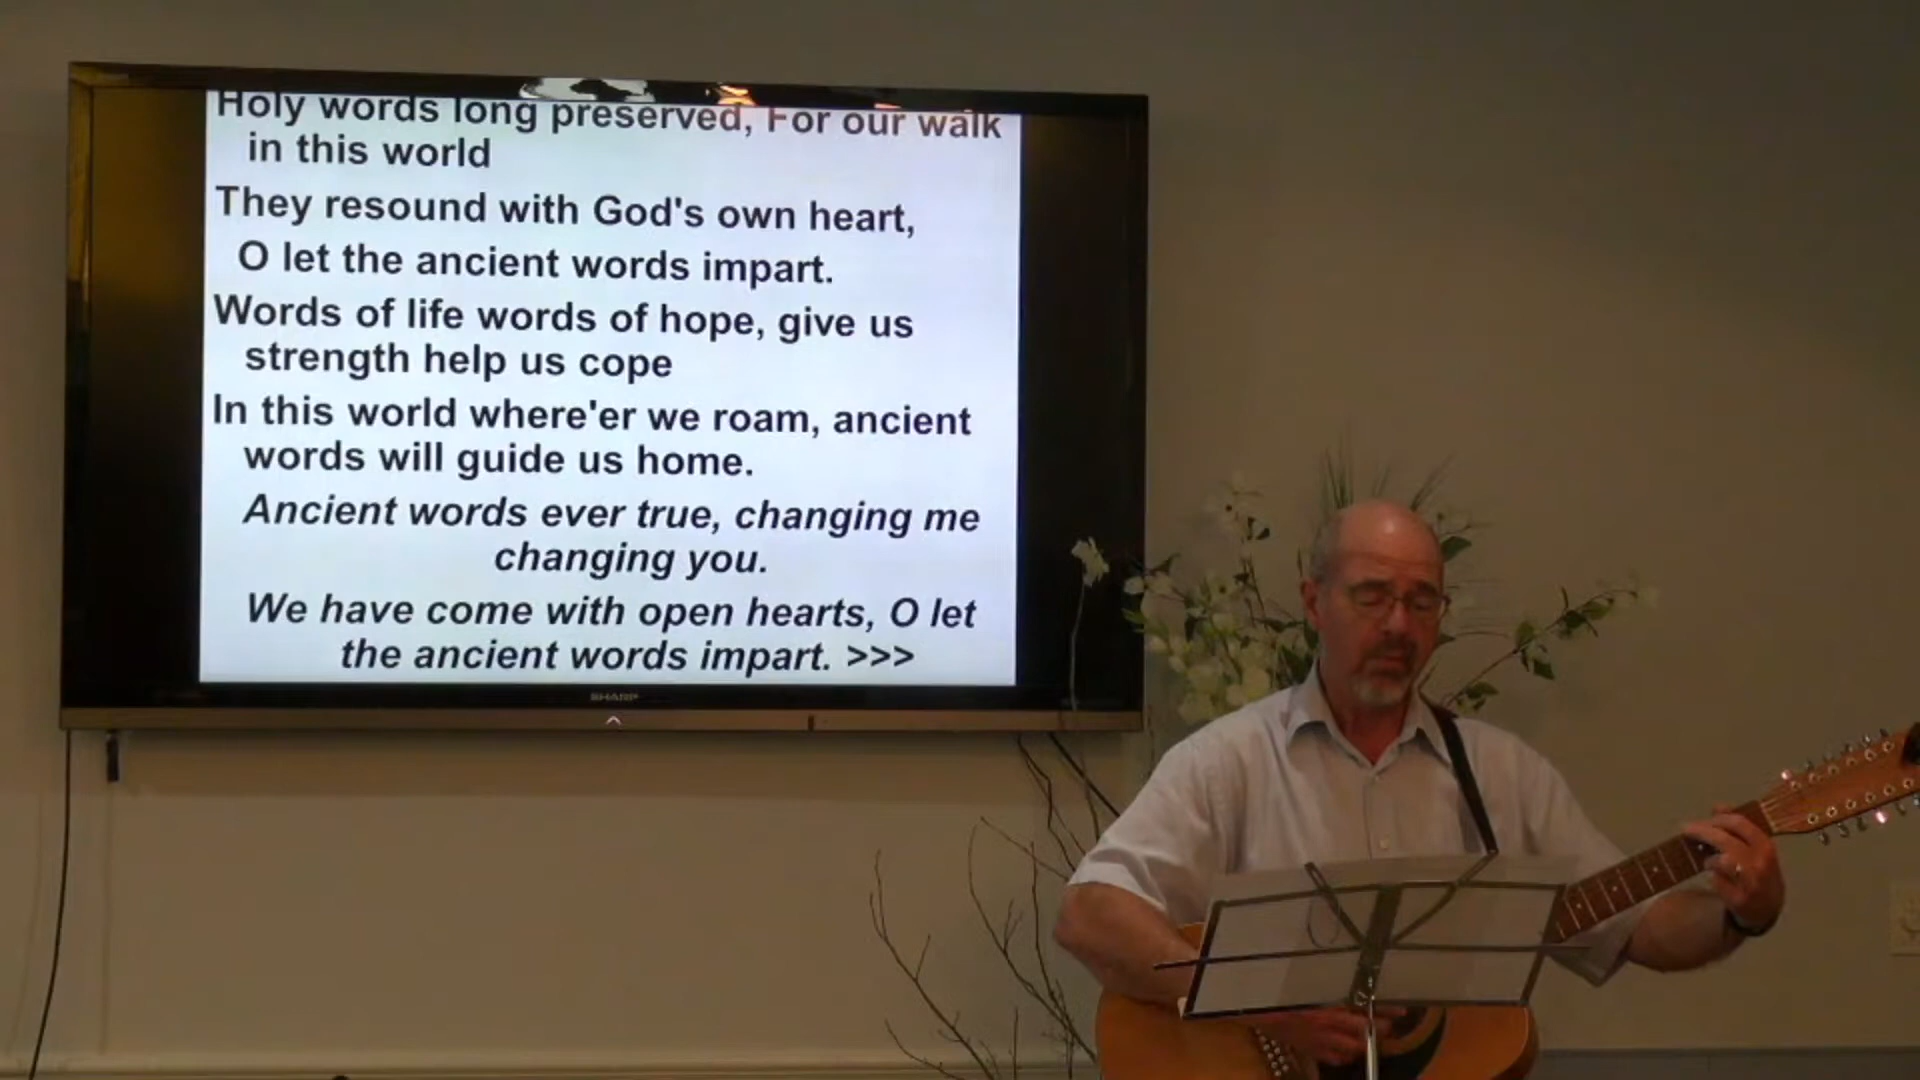 Holy words long preserved, For our walk
in this world
They resound with God's own heart,
O let the ancient words impart.
Words of life words of hope, give us
strength help us cope
In this world where'er we roam, ancient
words will guide us home.
Ancient words ever true, changing me
changing you.
We have come with open hearts, O let
the ancient words impart. >>>
SHARP